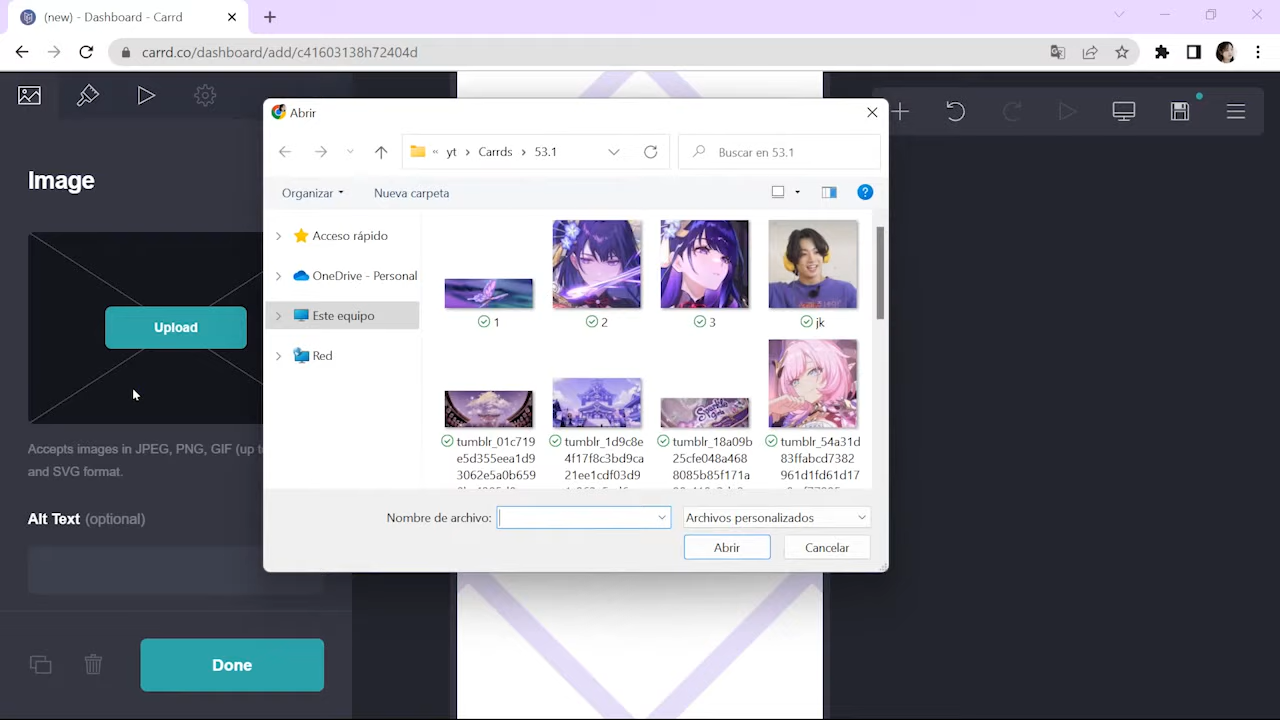 (new) - Dashboard - Carrd
carrd.co/dashboard/add/c41603138h72404d
Image
Upload
Accepts images in JPEG, PNG, GIF (up to
and SVG format.
Alt Text (optional)
Done
Abrir
« yt › Carrds › 53.1
Buscar en 53.1
Organizar
Nueva carpeta
Acceso rápido
OneDrive - Personal
Este equipo
Red
1
2
3
jk
tumblr_01c719
e5d355eea1d9
3062e5a0b659
tumblr_1d9c8e
4f17f8c3bd9ca
21ee1cdf03d9
tumblr_18a09b
25cfe048a468
8085b85f171a
tumblr_54a31d
83ffabcd7382
961d1fd61d17
Nombre de archivo:
Archivos personalizados
Abrir
Cancelar